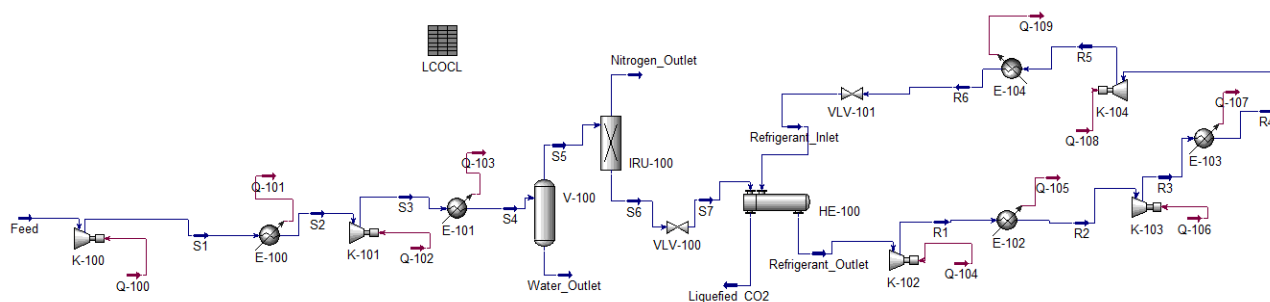 LCOCL
Nitrogen_Outlet
Q-109
E-104
R5
R6
VLV-101
K-104
Q-108
Q-107
R4
E-103
Refrigerant_Inlet
Q-103
S5
IRU-100
Q-101
S3
E-101
S4
V-100
Q-105
R3
Feed
S1
S2
E-100
K-100
K-101
Q-102
Q-100
S6
S7
VLV-100
HE-100
R1
E-102
R2
K-103
Q-106
Water_Outlet
Refrigerant_Outlet
K-102
Q-104
Liquefied_CO2